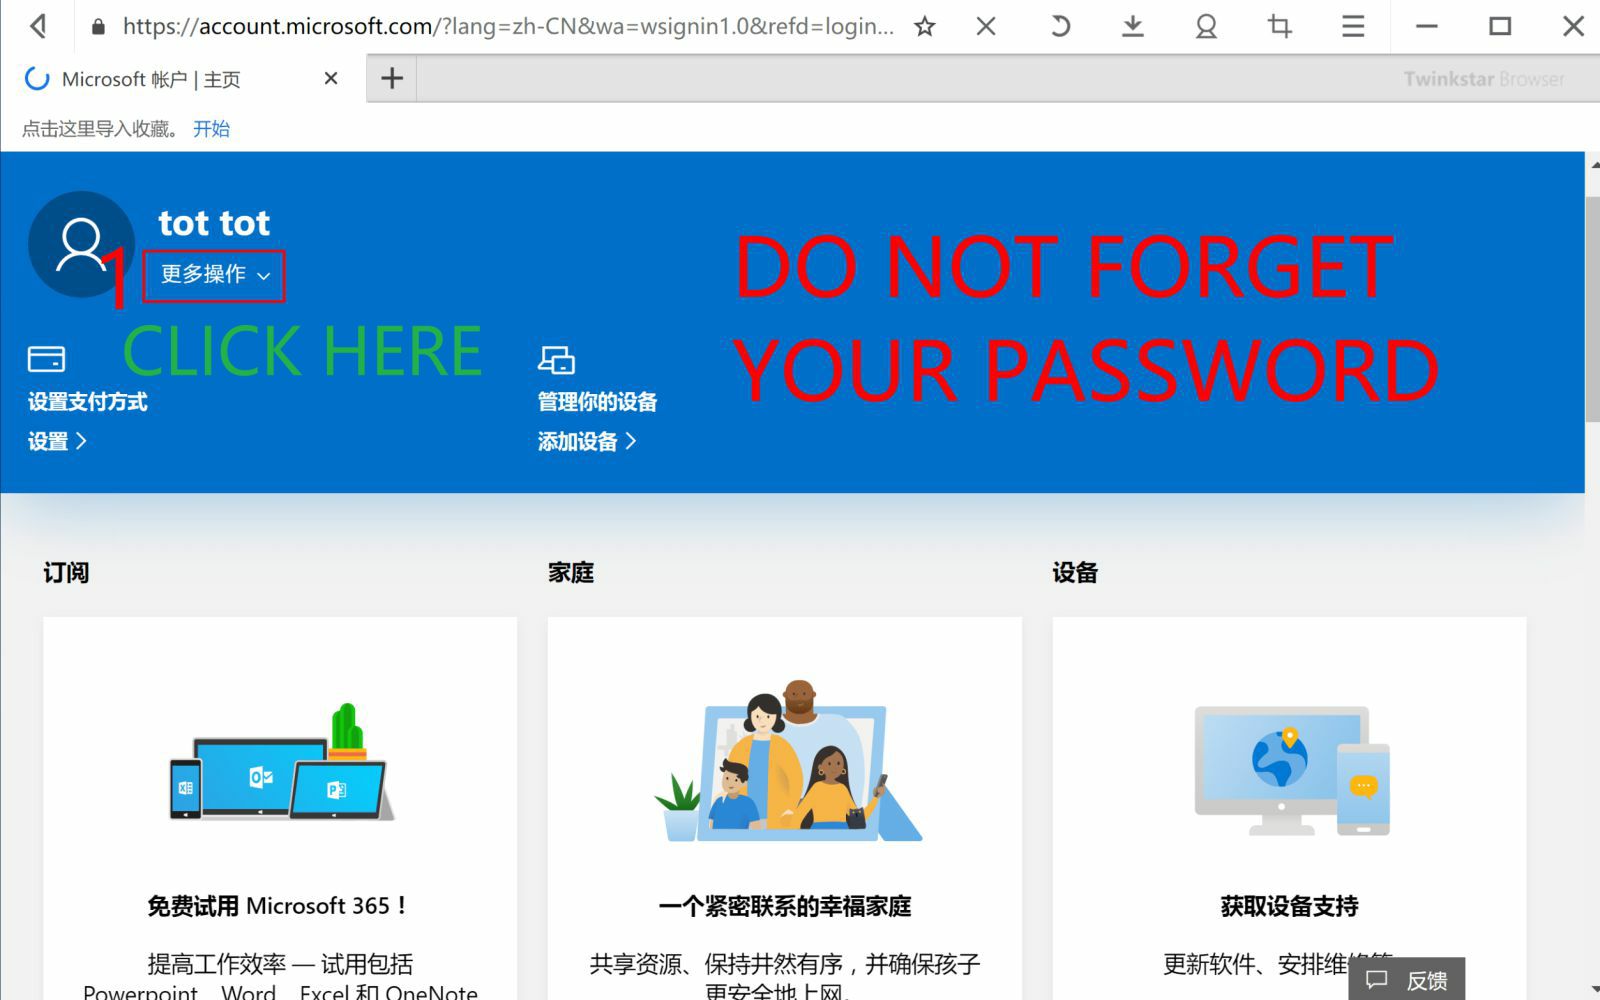 https://account.microsoft.com/?lang=zh-CN&wa=wsignin1.0&refd=login...
Microsoft 帐户 | 主页
Twinkstar Browser
点击这里导入收藏。 开始
tot tot
1 更多操作
DO NOT FORGET
YOUR PASSWORD
CLICK HERE
设置支付方式
设置
管理你的设备
添加设备
订阅
家庭
设备
免费试用 Microsoft 365！
提高工作效率 — 试用包括
Powerpoint、Word、Excel 和 OneNote
一个紧密联系的幸福家庭
共享资源、保持井然有序，并确保孩子
更安全地上网。
获取设备支持
更新软件、安排维修等
反馈